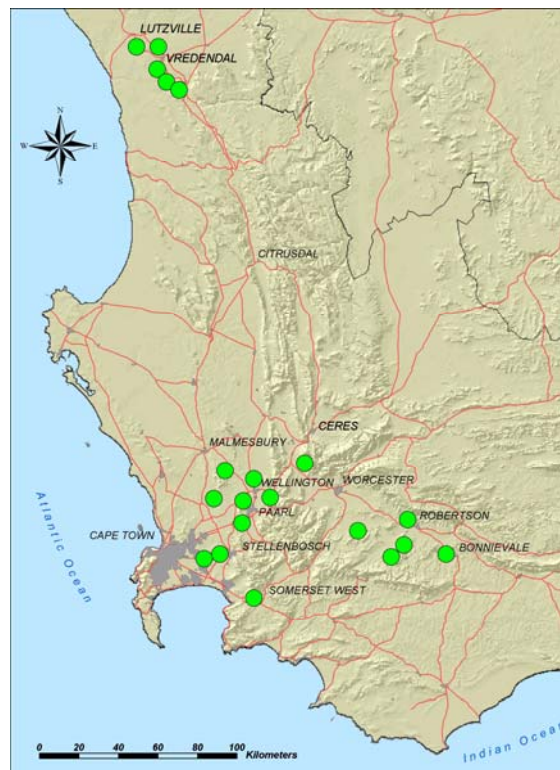 LUTZVILLE
VREDENDAL
N
W E
S
CITRUSDAL
CERES
MALMESBURY
WELLINGTON
WORCESTER
PAARL
ROBERTSON
CAPE TOWN
STELLENBOSCH
BONNIEVALE
Atlantic Ocean
SOMERSET WEST
0 20 40 60 80 100
Kilometers
Indian Ocean